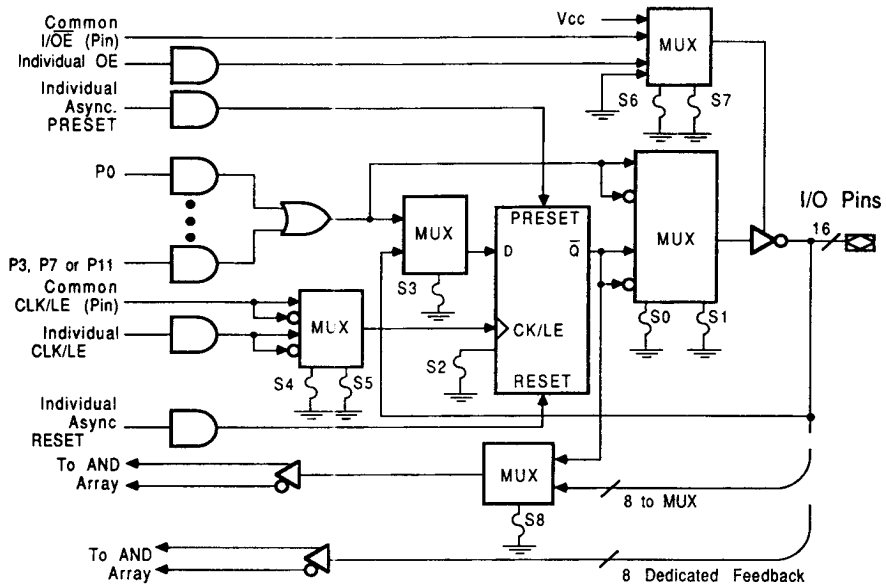 Common
I/OE (Pin)
Individual OE
Individual
Async.
PRESET
P0
P3, P7 or P11
Common
CLK/LE (Pin)
Individual
CLK/LE
Individual
Async
RESET
To AND
Array
To AND
Array
Vcc
MUX
S6
S7
MUX
S3
PRESET
D
Q
CK/LE
RESET
S2
MUX
S4
S5
MUX
S0
S1
I/O Pins
16
MUX
S8
8 to MUX
8 Dedicated Feedback